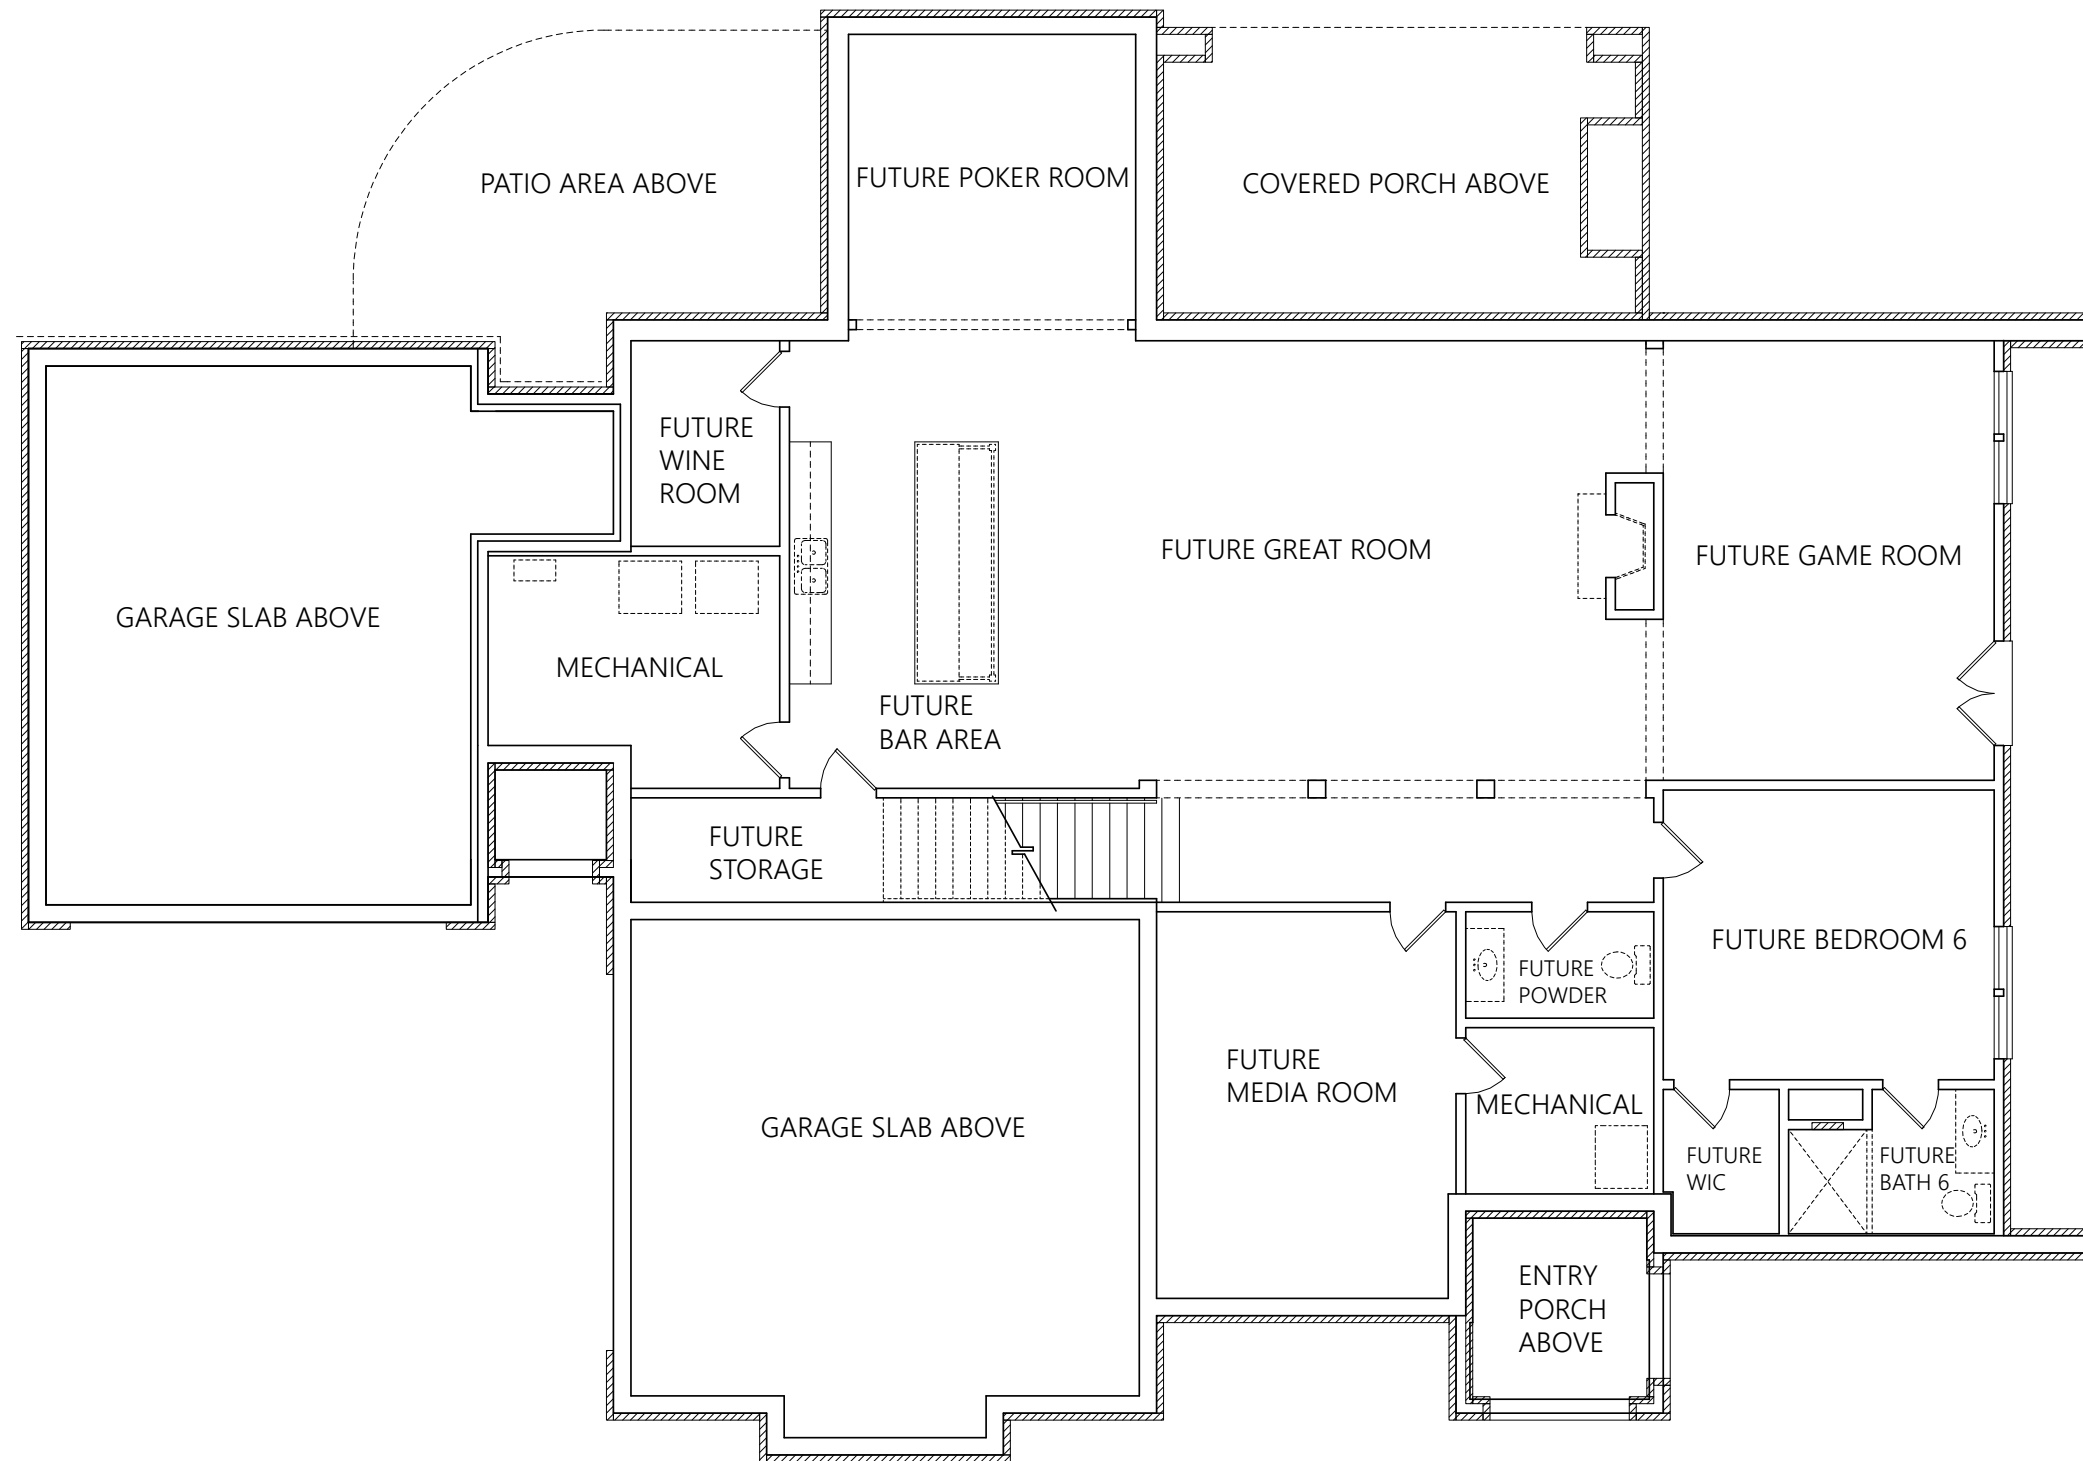 PATIO AREA ABOVE
FUTURE POKER ROOM
COVERED PORCH ABOVE
FUTURE
WINE
ROOM
FUTURE GREAT ROOM
FUTURE GAME ROOM
GARAGE SLAB ABOVE
MECHANICAL
FUTURE
BAR AREA
FUTURE
STORAGE
FUTURE BEDROOM 6
FUTURE
POWDER
FUTURE
MEDIA ROOM
MECHANICAL
GARAGE SLAB ABOVE
FUTURE
WIC
FUTURE
BATH 6
ENTRY
PORCH
ABOVE